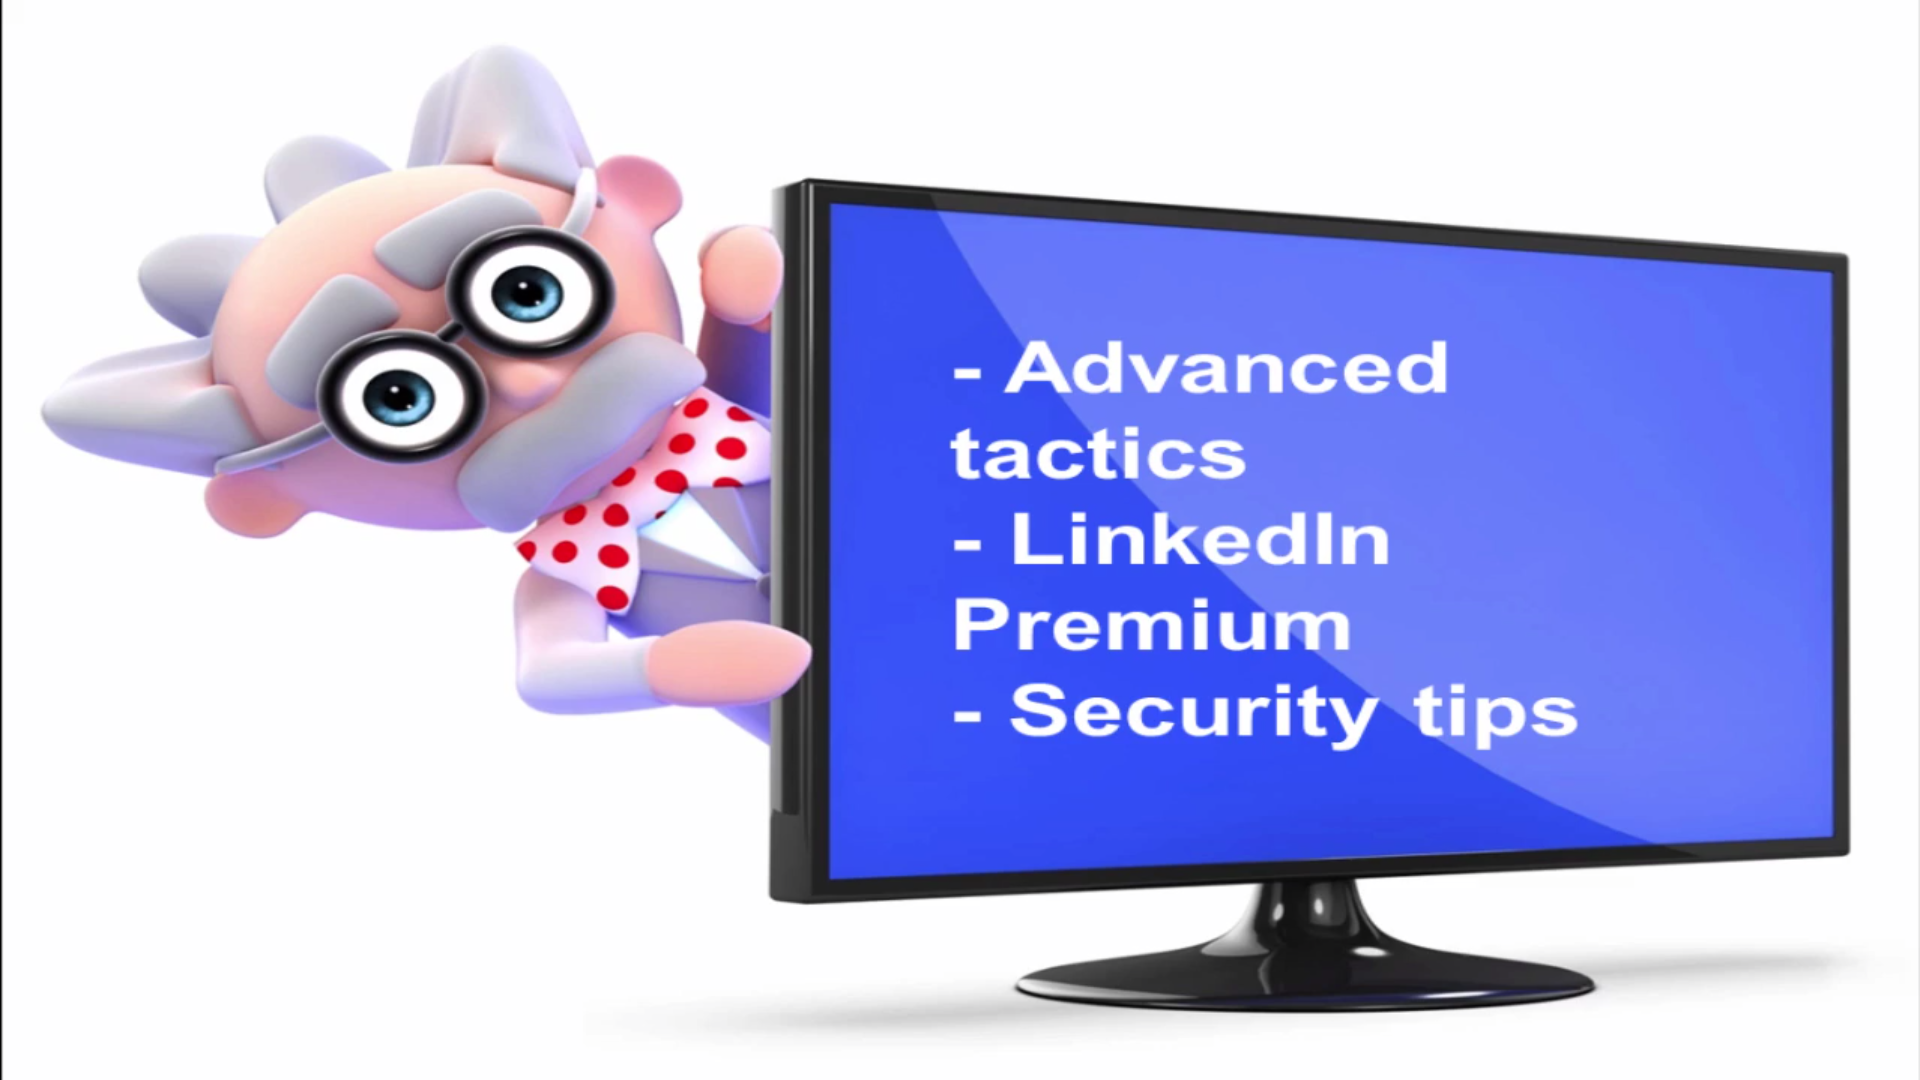 - Advanced
tactics
- LinkedIn
Premium
- Security tips